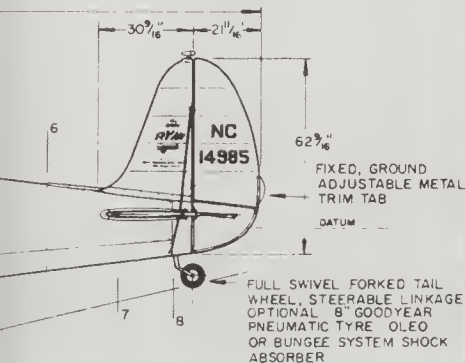 30 9/16" 21 11/16"
6
RYAN
NC
14985
62 9/16"
FIXED, GROUND
ADJUSTABLE METAL
TRIM TAB
DATUM
FULL SWIVEL FORKED TAIL
WHEEL, STEERABLE LINKAGE
OPTIONAL 8" GOODYEAR
PNEUMATIC TYRE OLEO
OR BUNGEE SYSTEM SHOCK
ABSORBER
7
8